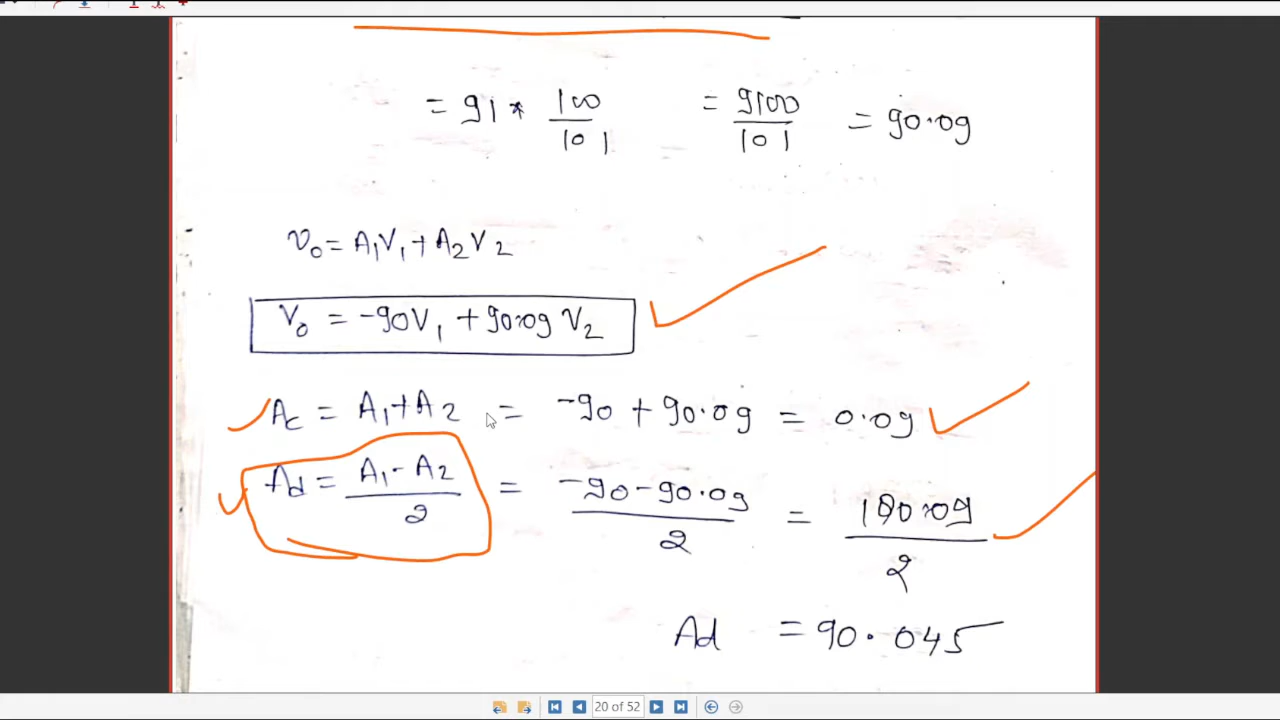 = 91 * 100/101 = 9100/101 = 90.09
v₀ = A₁V₁ + A₂V₂
V₀ = -90V₁ + 90.09 V₂
Ac = A₁ + A₂ = -90 + 90.09 = 0.09
Ad = A₁ - A₂/2 = -90 - 90.09/2 = 180.09/2
Ad = 90.045
20 of 52